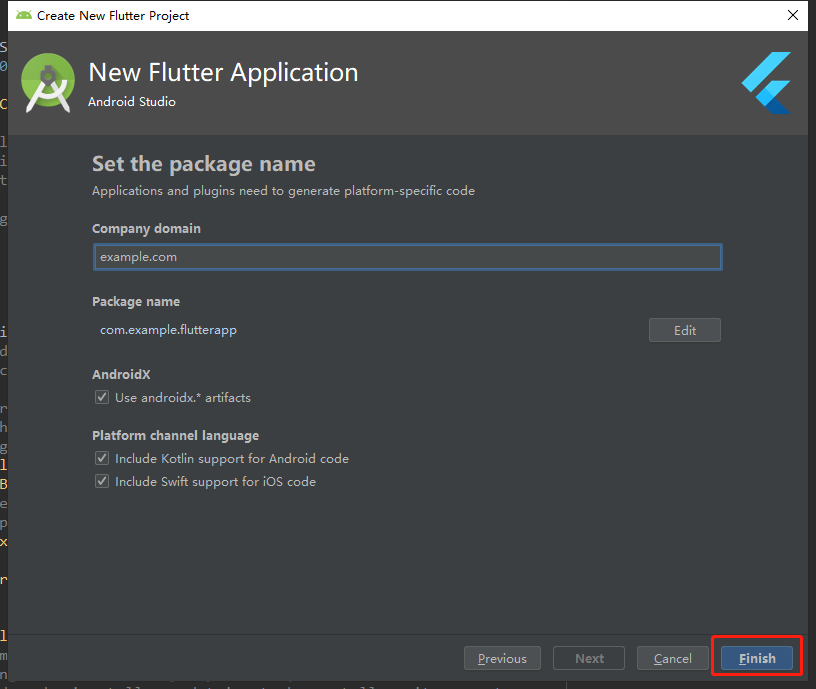 Create New Flutter Project
New Flutter Application
Android Studio
Set the package name
Applications and plugins need to generate platform-specific code
Company domain
example.com
Package name
com.example.flutterapp
Edit
AndroidX
Use androidx.* artifacts
Platform channel language
Include Kotlin support for Android code
Include Swift support for iOS code
Previous
Next
Cancel
Finish